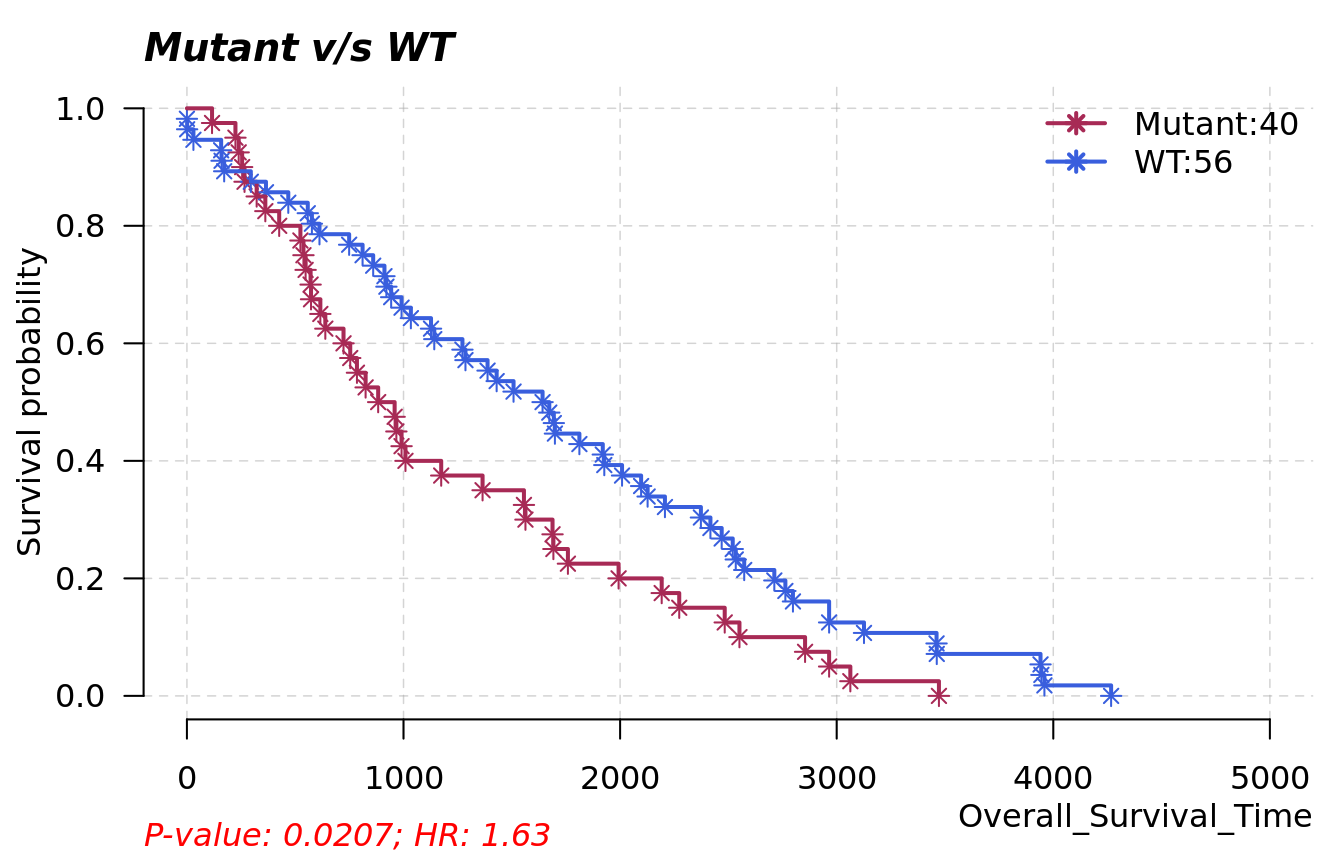 Mutant v/s WT
Mutant:40
WT:56
Survival probability
1.0
0.8
0.6
0.4
0.2
0.0
0 1000 2000 3000 4000 5000
Overall_Survival_Time
P-value: 0.0207; HR: 1.63